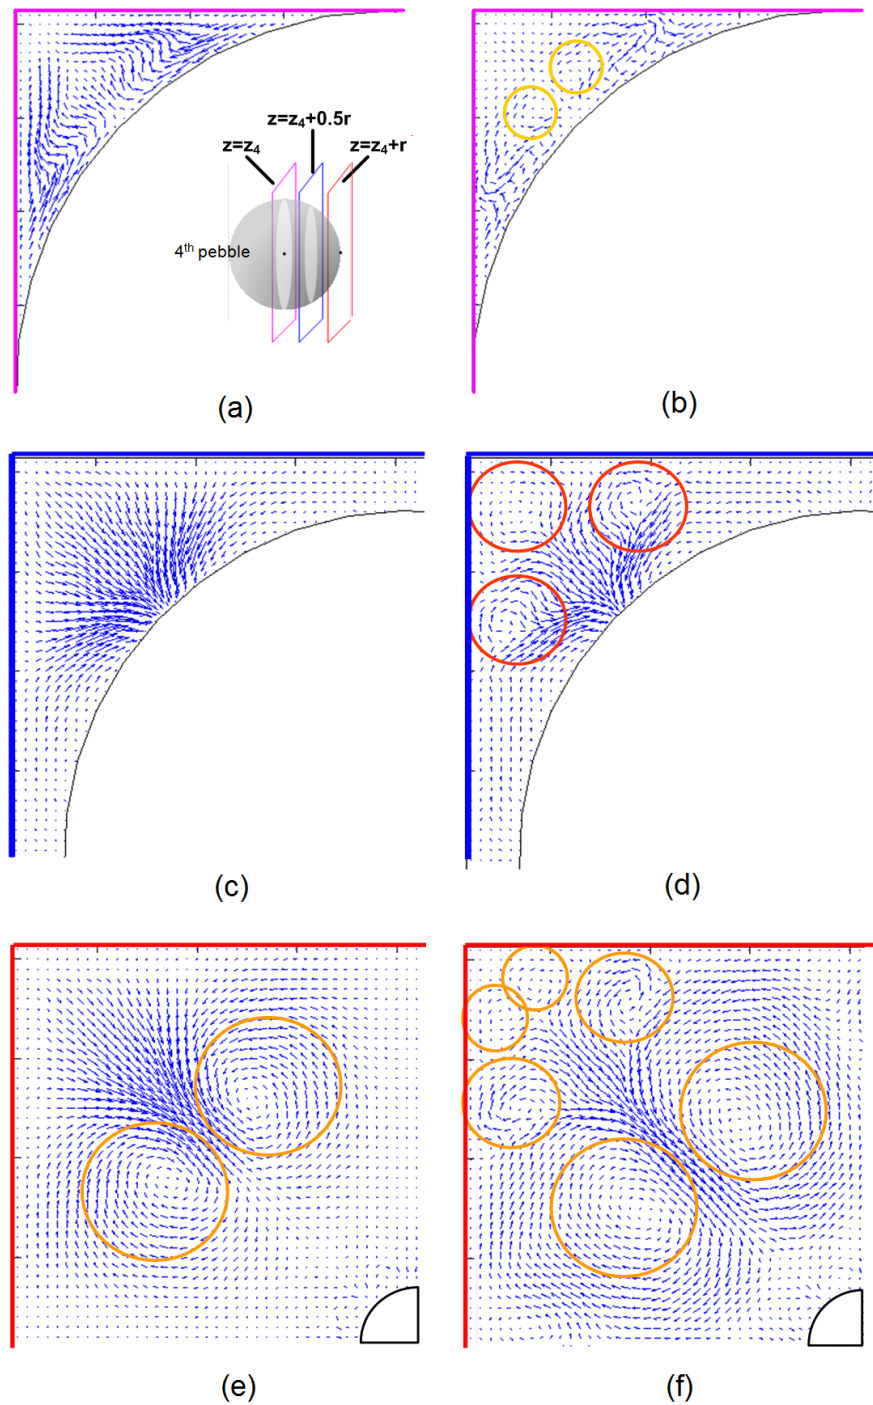 z=z₄+0.5r
z=z₄
z=z₄+r
4th pebble
(a)
(b)
(c)
(d)
(e)
(f)